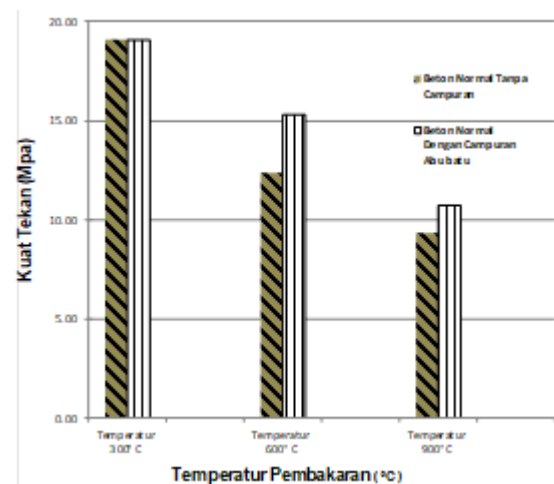 20.00
15.00
10.00
5.00
0.00
Kuat Tekan (Mpa)
Beton Normal Tanpa
Campuran
Beton Normal
Dengan Campuran
Abu batu
Temperatur
300° C
Temperatur
600° C
Temperatur
900° C
Temperatur Pembakaran (°C)